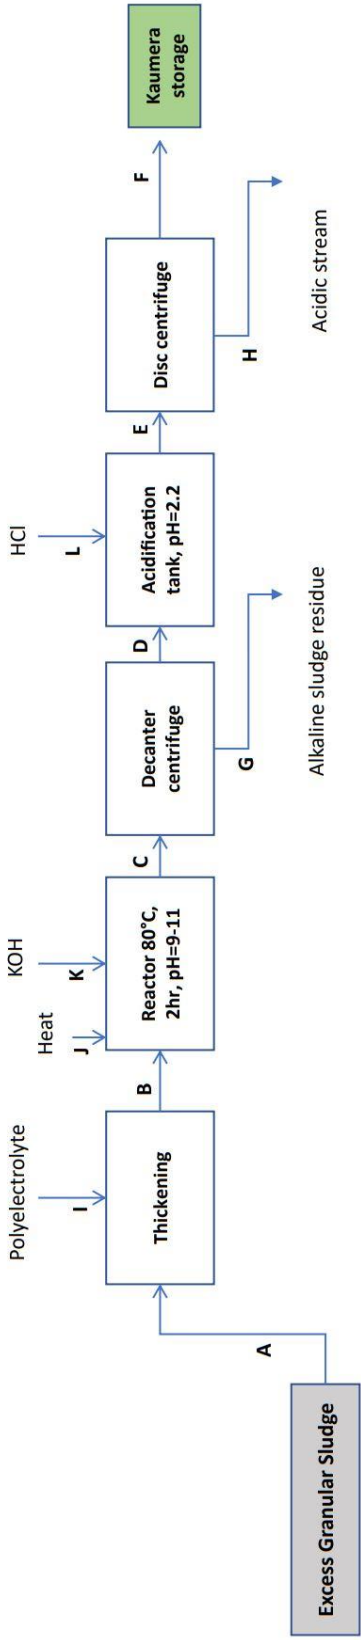 Excess Granular Sludge
A
Polyelectrolyte
I
Thickening
B
Heat
J
KOH
K
Reactor 80°C,
2hr, pH=9-11
C
Decanter
centrifuge
G
Alkaline sludge residue
D
HCl
L
Acidification
tank, pH=2.2
E
Disc centrifuge
H
Acidic stream
F
Kaumera
storage